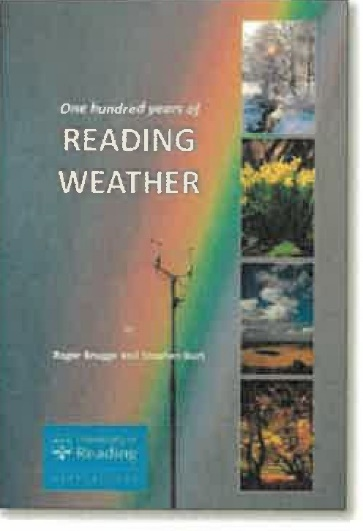 One hundred years of
READING
WEATHER
by
Roger Brugge and Stephen Burt
University of
Reading